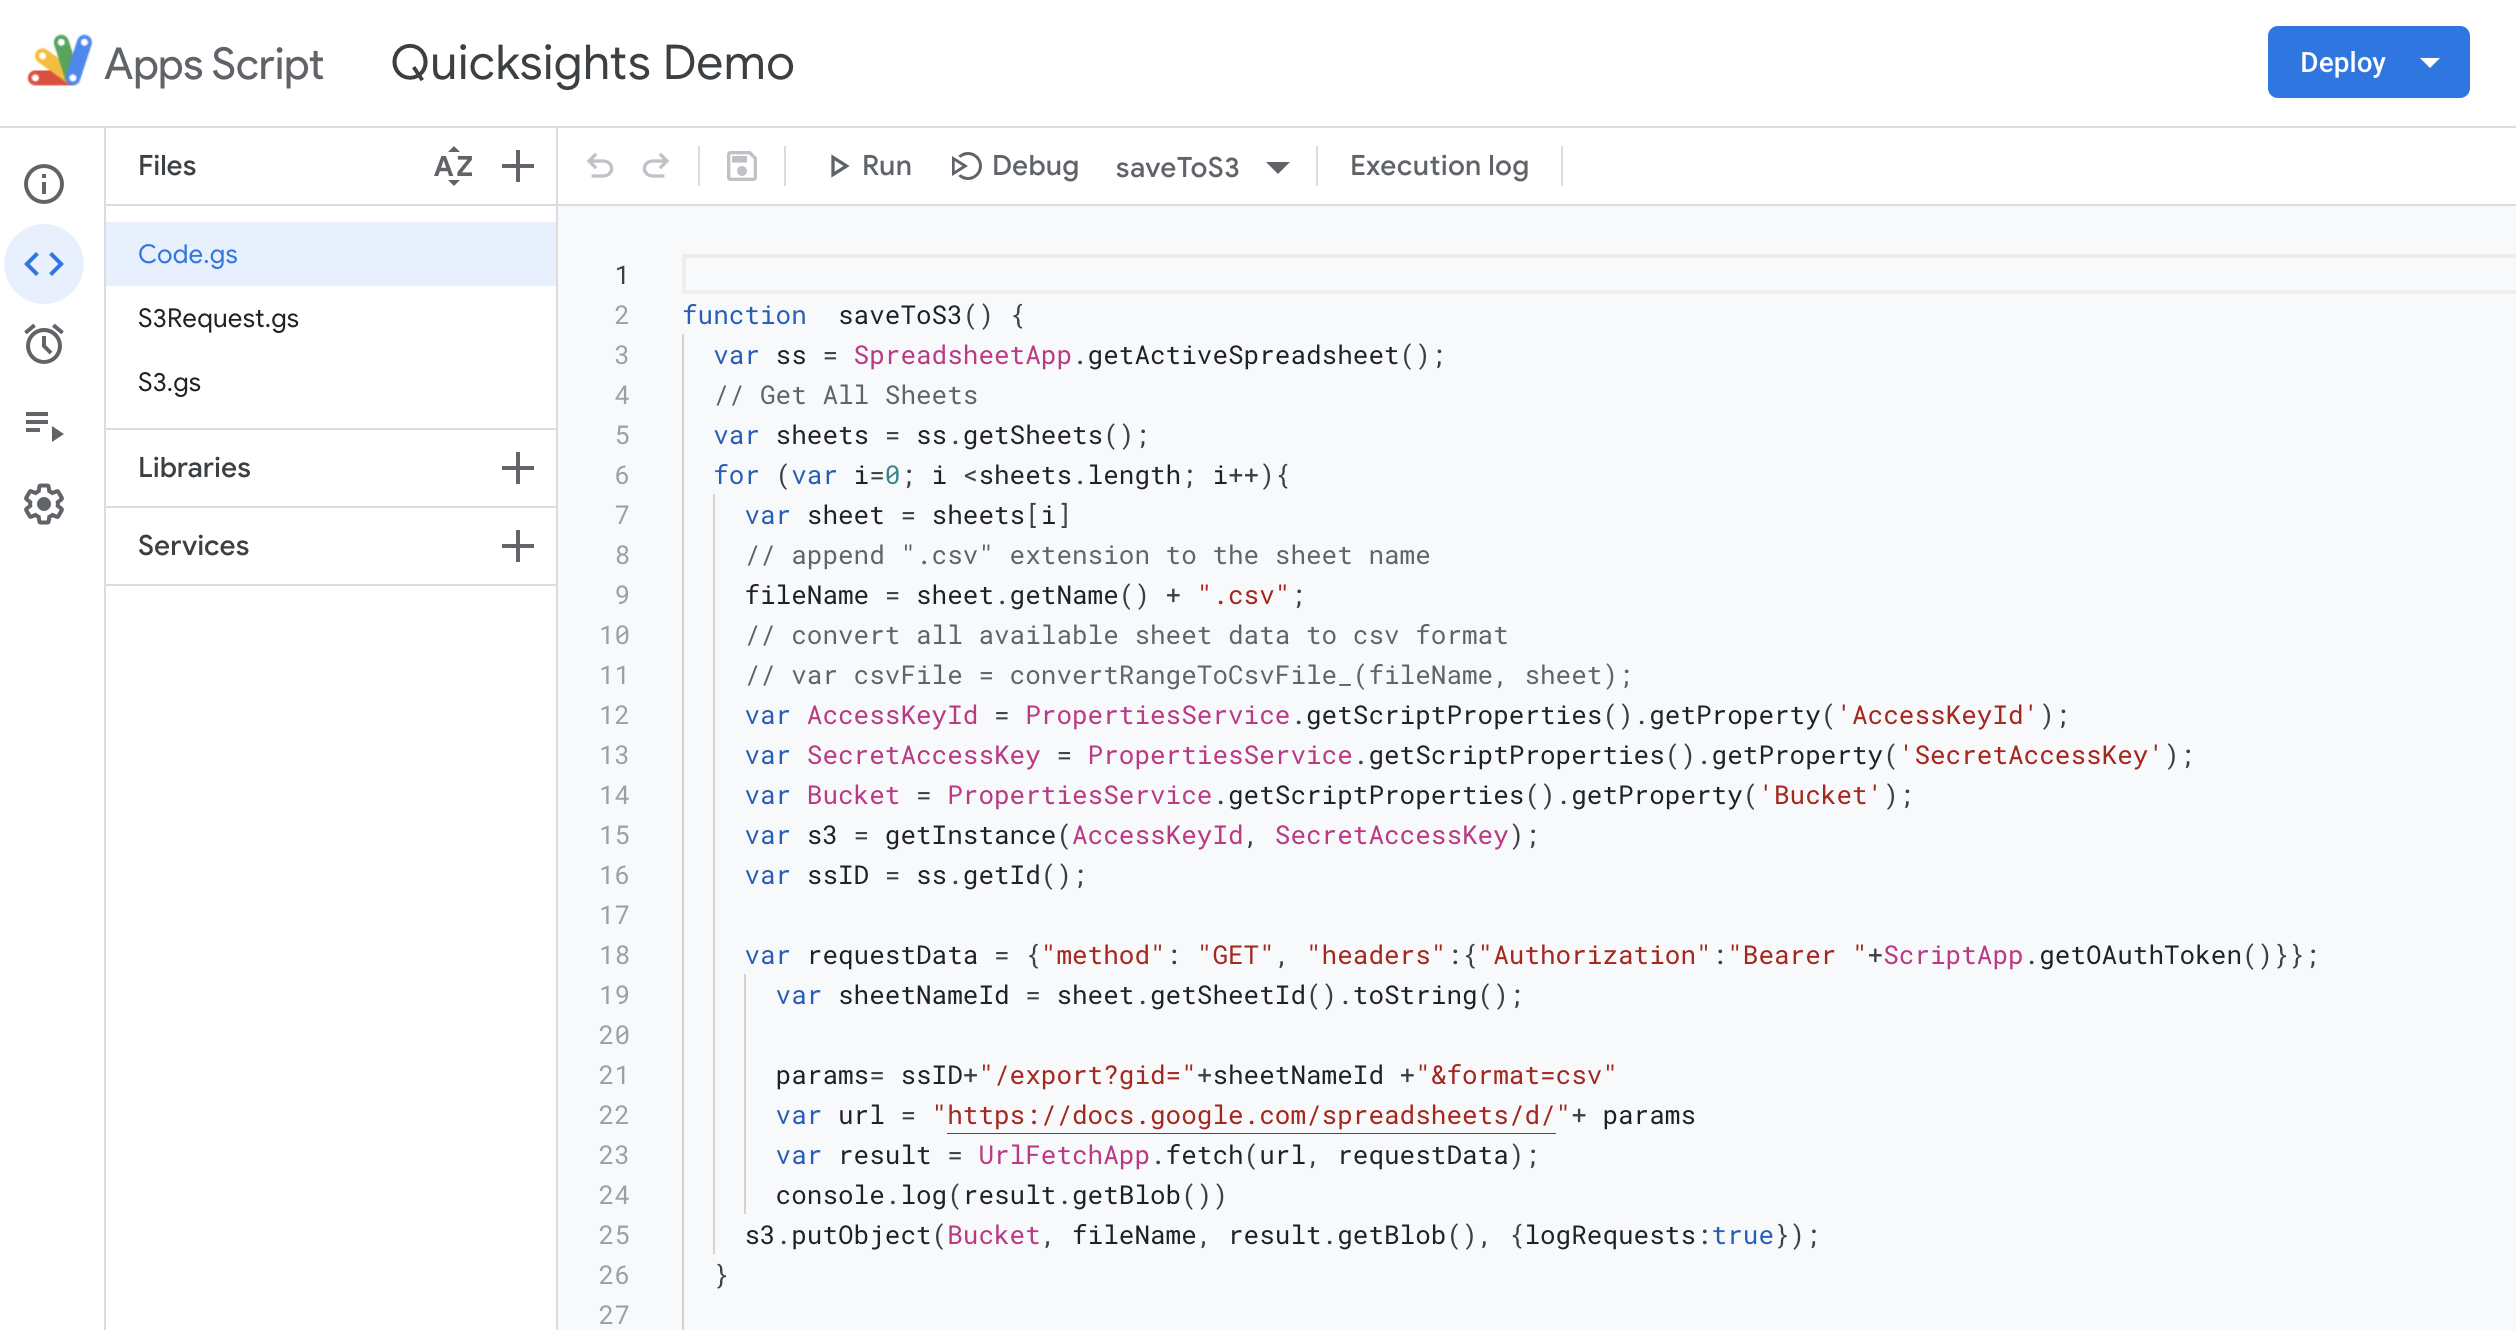 Apps Script Quicksights Demo Deploy
Files AZ Run Debug saveToS3 Execution log
Code.gs
S3Request.gs
S3.gs
Libraries
Services
1
2 function  saveToS3() {
3 var ss = SpreadsheetApp.getActiveSpreadsheet();
4 // Get All Sheets
5 var sheets = ss.getSheets();
6 for (var i=0; i <sheets.length; i++){
7 var sheet = sheets[i]
8 // append ".csv" extension to the sheet name
9 fileName = sheet.getName() + ".csv";
10 // convert all available sheet data to csv format
11 // var csvFile = convertRangeToCsvFile_(fileName, sheet);
12 var AccessKeyId = PropertiesService.getScriptProperties().getProperty('AccessKeyId');
13 var SecretAccessKey = PropertiesService.getScriptProperties().getProperty('SecretAccessKey');
14 var Bucket = PropertiesService.getScriptProperties().getProperty('Bucket');
15 var s3 = getInstance(AccessKeyId, SecretAccessKey);
16 var ssID = ss.getId();
17
18 var requestData = {"method": "GET", "headers":{"Authorization":"Bearer "+ScriptApp.getOAuthToken()}};
19 var sheetNameId = sheet.getSheetId().toString();
20
21 params= ssID+"/export?gid="+sheetNameId +"&format=csv"
22 var url = "https://docs.google.com/spreadsheets/d/"+ params
23 var result = UrlFetchApp.fetch(url, requestData);
24 console.log(result.getBlob())
25 s3.putObject(Bucket, fileName, result.getBlob(), {logRequests:true});
26 }
27